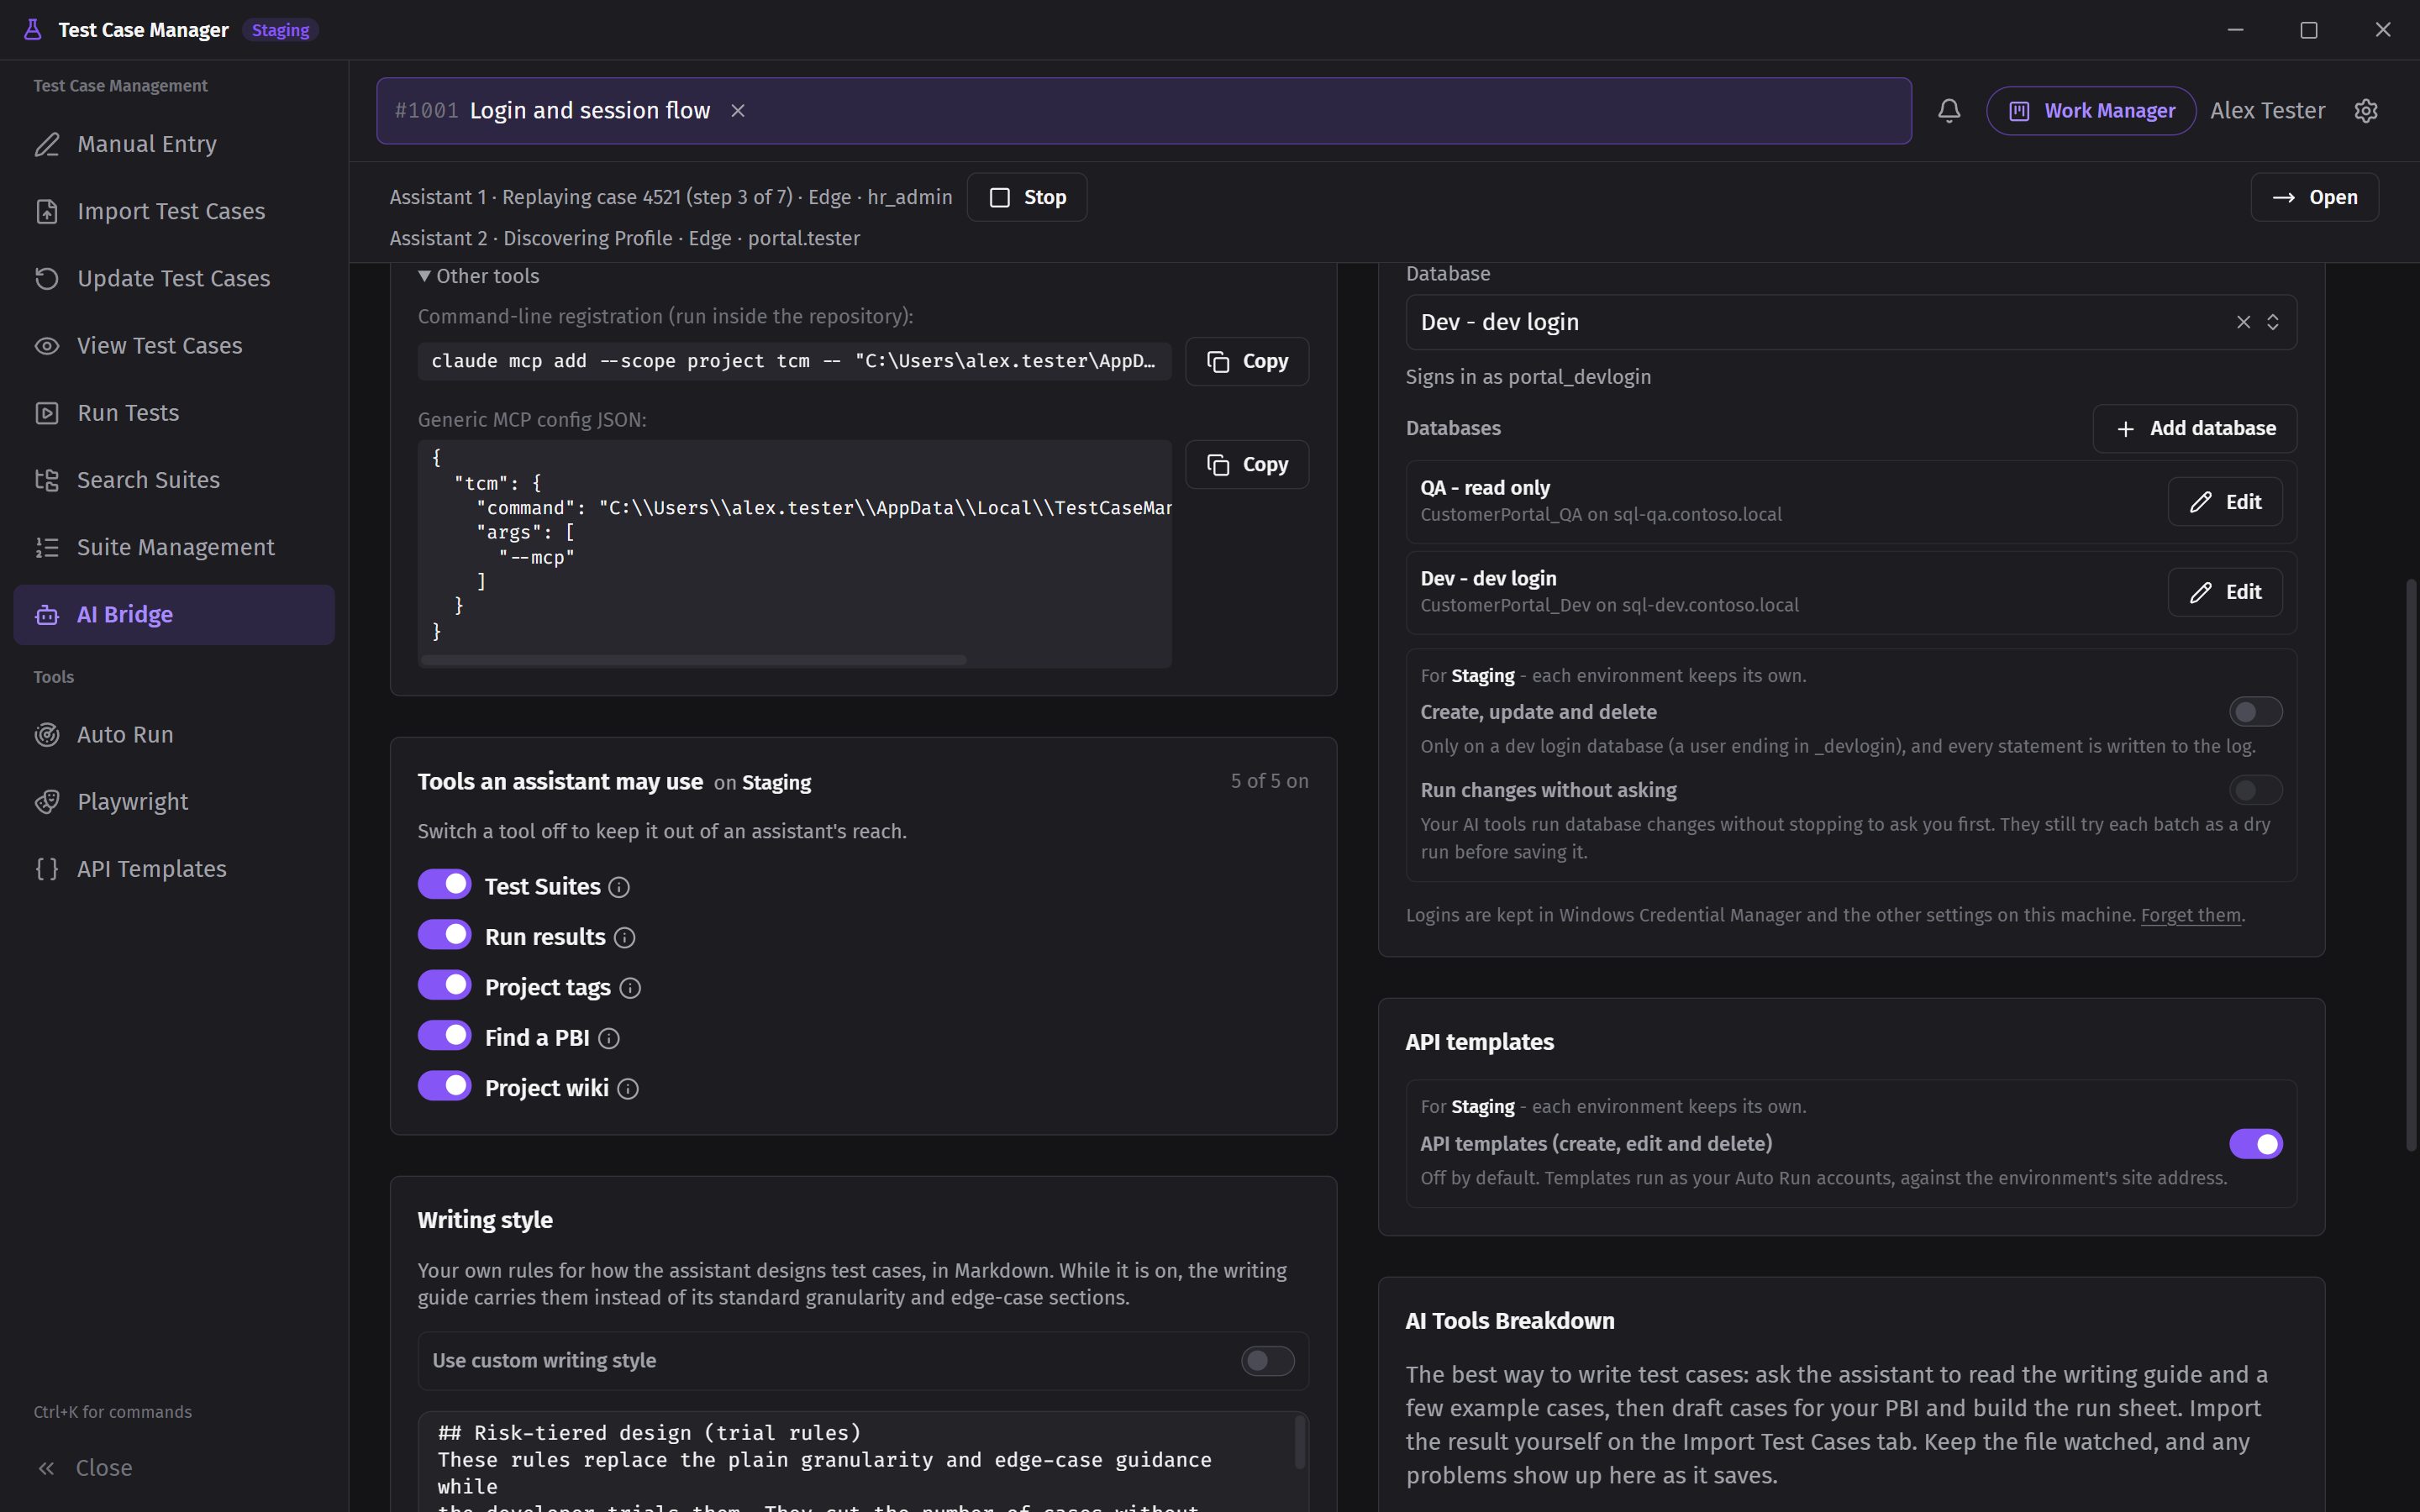 Test Case Manager Staging
Test Case Management
Manual Entry
Import Test Cases
Update Test Cases
View Test Cases
Run Tests
Search Suites
Suite Management
AI Bridge
Tools
Auto Run
Playwright
API Templates
Ctrl+K for commands
Close
#1001 Login and session flow
Work Manager
Alex Tester
Assistant 1 · Replaying case 4521 (step 3 of 7) · Edge · hr_admin
Stop
Open
Assistant 2 · Discovering Profile · Edge · portal.tester
Other tools
Command-line registration (run inside the repository):
claude mcp add --scope project tcm -- "C:\Users\alex.tester\AppD…
Copy
Generic MCP config JSON:
{
"tcm": {
"command": "C:\\Users\\alex.tester\\AppData\\Local\\TestCaseMar
"args": [
"--mcp"
]
}
}
Copy
Tools an assistant may use on Staging
5 of 5 on
Switch a tool off to keep it out of an assistant's reach.
Test Suites
Run results
Project tags
Find a PBI
Project wiki
Writing style
Your own rules for how the assistant designs test cases, in Markdown. While it is on, the writing
guide carries them instead of its standard granularity and edge-case sections.
Use custom writing style
## Risk-tiered design (trial rules)
These rules replace the plain granularity and edge-case guidance
while
the developer trials them. They cut the number of cases without
Database
Dev - dev login
Signs in as portal_devlogin
Databases
Add database
QA - read only
CustomerPortal_QA on sql-qa.contoso.local
Edit
Dev - dev login
CustomerPortal_Dev on sql-dev.contoso.local
Edit
For Staging - each environment keeps its own.
Create, update and delete
Only on a dev login database (a user ending in _devlogin), and every statement is written to the log.
Run changes without asking
Your AI tools run database changes without stopping to ask you first. They still try each batch as a dry
run before saving it.
Logins are kept in Windows Credential Manager and the other settings on this machine. Forget them.
API templates
For Staging - each environment keeps its own.
API templates (create, edit and delete)
Off by default. Templates run as your Auto Run accounts, against the environment's site address.
AI Tools Breakdown
The best way to write test cases: ask the assistant to read the writing guide and a
few example cases, then draft cases for your PBI and build the run sheet. Import
the result yourself on the Import Test Cases tab. Keep the file watched, and any
problems show up here as it saves.